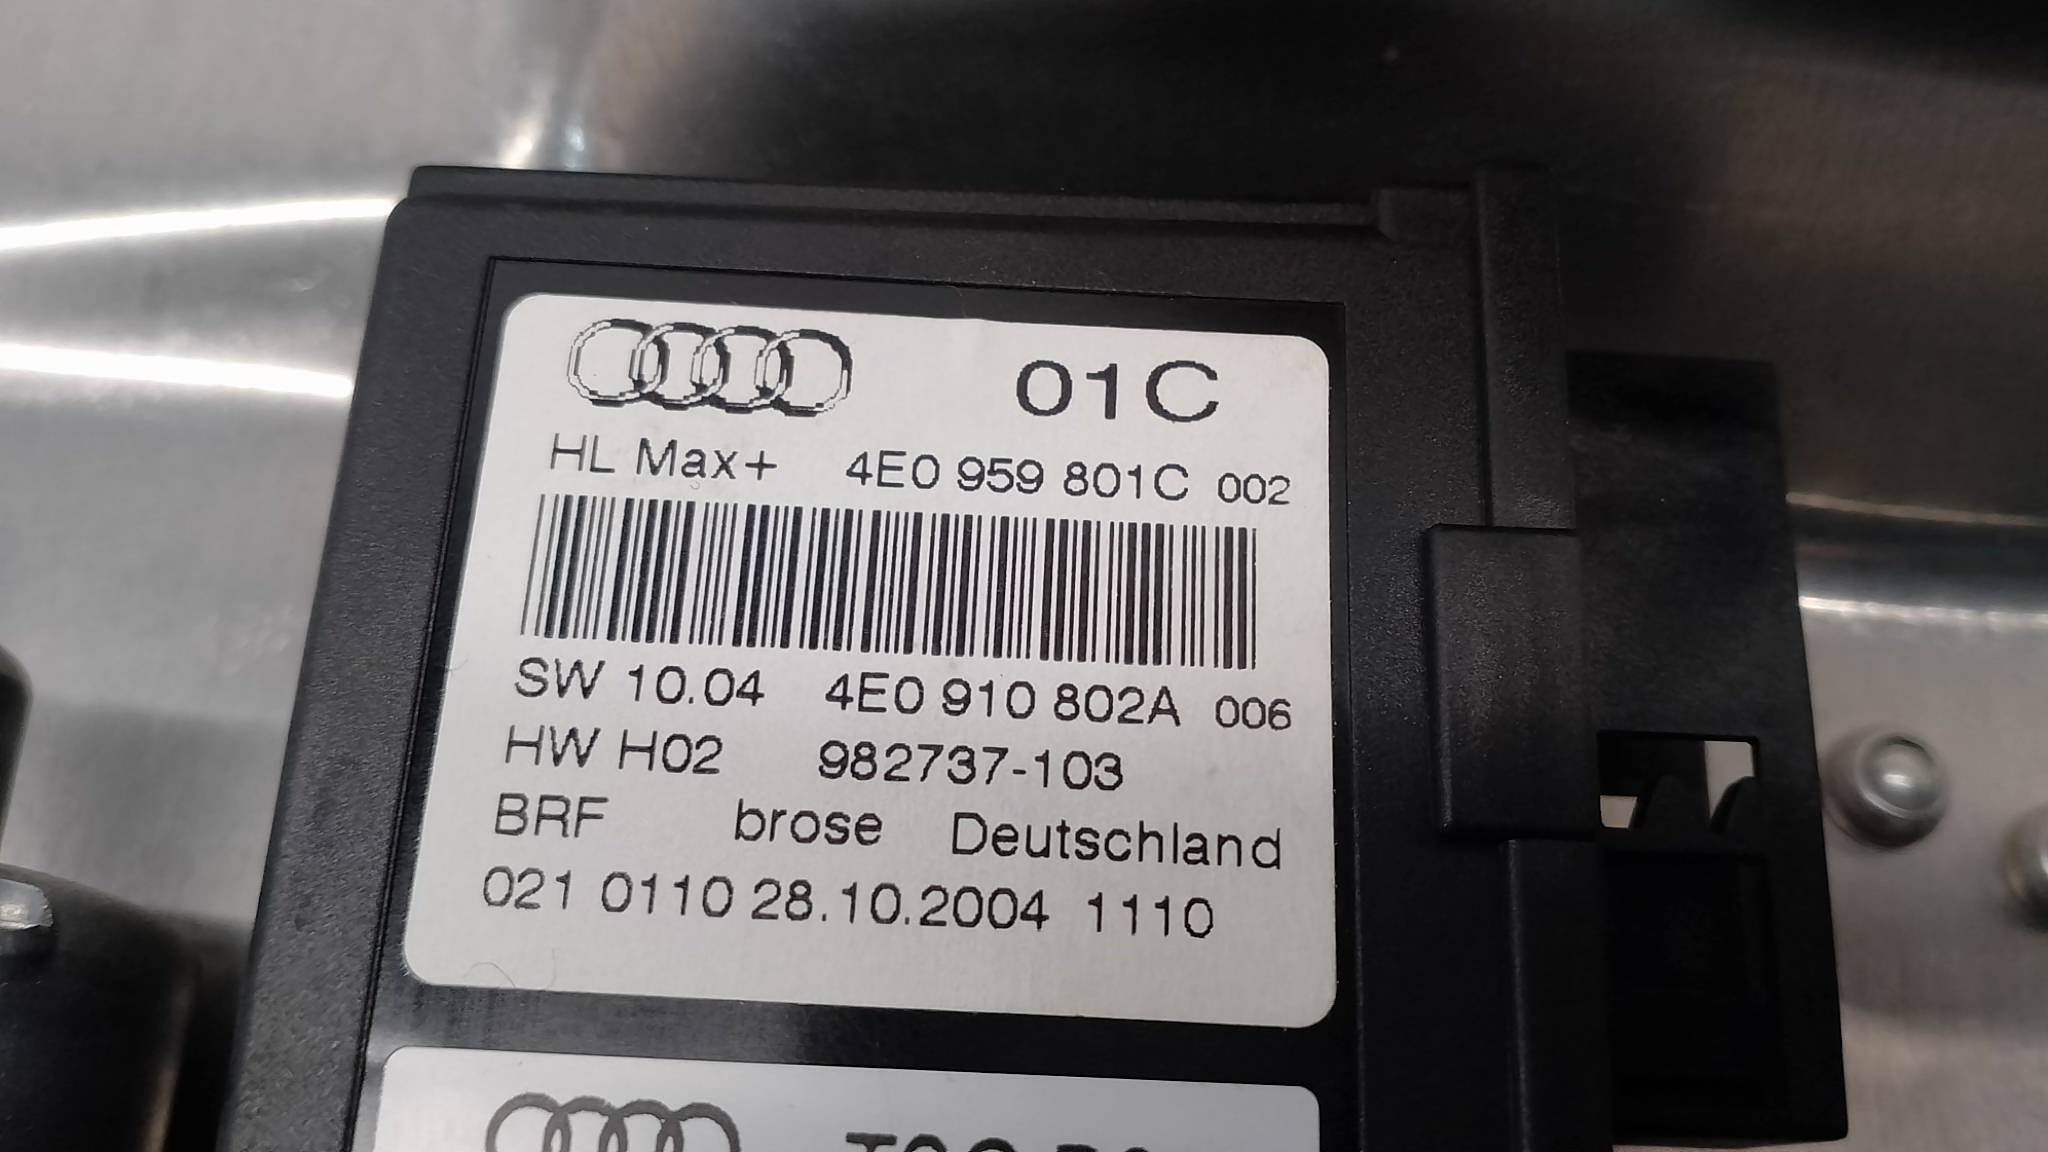 01C
HL Max+ 4E0 959 801C 002
SW 10.04 4E0 910 802A 006
HW H02 982737-103
BRF brose Deutschland
021 0110 28.10.2004 1110